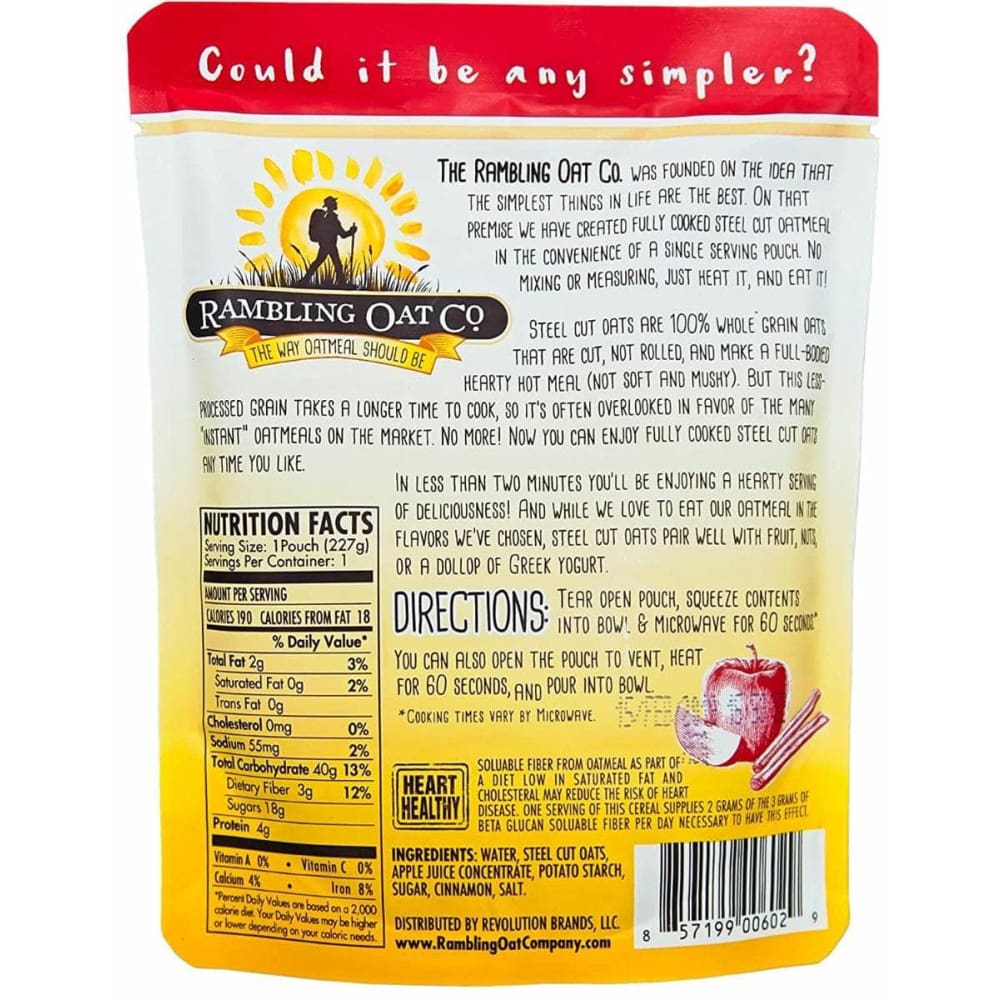 Could it be any simpler?
THE RAMBLING OAT CO. WAS FOUNDED ON THE IDEA THAT
THE SIMPLEST THINGS IN LIFE ARE THE BEST. ON THAT
PREMISE WE HAVE CREATED FULLY COOKED STEEL CUT OATMEAL
IN THE CONVENIENCE OF A SINGLE SERVING POUCH. NO
MIXING OR MEASURING, JUST HEAT IT, AND EAT IT!
RAMBLING OAT CO
THE WAY OATMEAL SHOULD BE
STEEL CUT OATS ARE 100% WHOLE GRAIN OATS
THAT ARE CUT, NOT ROLLED, AND MAKE A FULL-BODIED
HEARTY HOT MEAL (NOT SOFT AND MUSHY). BUT THIS LESS-
PROCESSED GRAIN TAKES A LONGER TIME TO COOK, SO IT'S OFTEN OVERLOOKED IN FAVOR OF THE MANY
"INSTANT" OATMEALS ON THE MARKET. NO MORE! NOW YOU CAN ENJOY FULLY COOKED STEEL CUT OATS
ANY TIME YOU LIKE.
IN LESS THAN TWO MINUTES YOU'LL BE ENJOYING A HEARTY SERVING
OF DELICIOUSNESS! AND WHILE WE LOVE TO EAT OUR OATMEAL IN THE
FLAVORS WE'VE CHOSEN, STEEL CUT OATS PAIR WELL WITH FRUIT, NUTS,
OR A DOLLOP OF GREEK YOGURT.
DIRECTIONS: TEAR OPEN POUCH, SQUEEZE CONTENTS
INTO BOWL & MICROWAVE FOR 60 SECONDS*
YOU CAN ALSO OPEN THE POUCH TO VENT, HEAT
FOR 60 SECONDS, AND POUR INTO BOWL.
*COOKING TIMES VARY BY MICROWAVE.
NUTRITION FACTS
Serving Size: 1Pouch (227g)
Servings Per Container: 1
AMOUNT PER SERVING
CALORIES 190 CALORIES FROM FAT 18
% Daily Value*
Total Fat 2g 3%
Saturated Fat 0g 2%
Trans Fat 0g
Cholesterol 0mg 0%
Sodium 55mg 2%
Total Carbohydrate 40g 13%
Dietary Fiber 3g 12%
Sugars 18g
Protein 4g
Vitamin A 0% • Vitamin C 0%
Calcium 4% • Iron 8%
*Percent Daily Values are based on a 2,000
calorie diet. Your Daily Values may be higher
or lower depending on your caloric needs.
HEART
HEALTHY
SOLUABLE FIBER FROM OATMEAL AS PART OF
A DIET LOW IN SATURATED FAT AND
CHOLESTERAL MAY REDUCE THE RISK OF HEART
DISEASE. ONE SERVING OF THIS CEREAL SUPPLIES 2 GRAMS OF THE 3 GRAMS OF
BETA GLUCAN SOLUABLE FIBER PER DAY NECESSARY TO HAVE THIS EFFECT.
INGREDIENTS: WATER, STEEL CUT OATS,
APPLE JUICE CONCENTRATE, POTATO STARCH,
SUGAR, CINNAMON, SALT.
DISTRIBUTED BY REVOLUTION BRANDS, LLC.
www.RamblingOatCompany.com
8 57199 00602 9